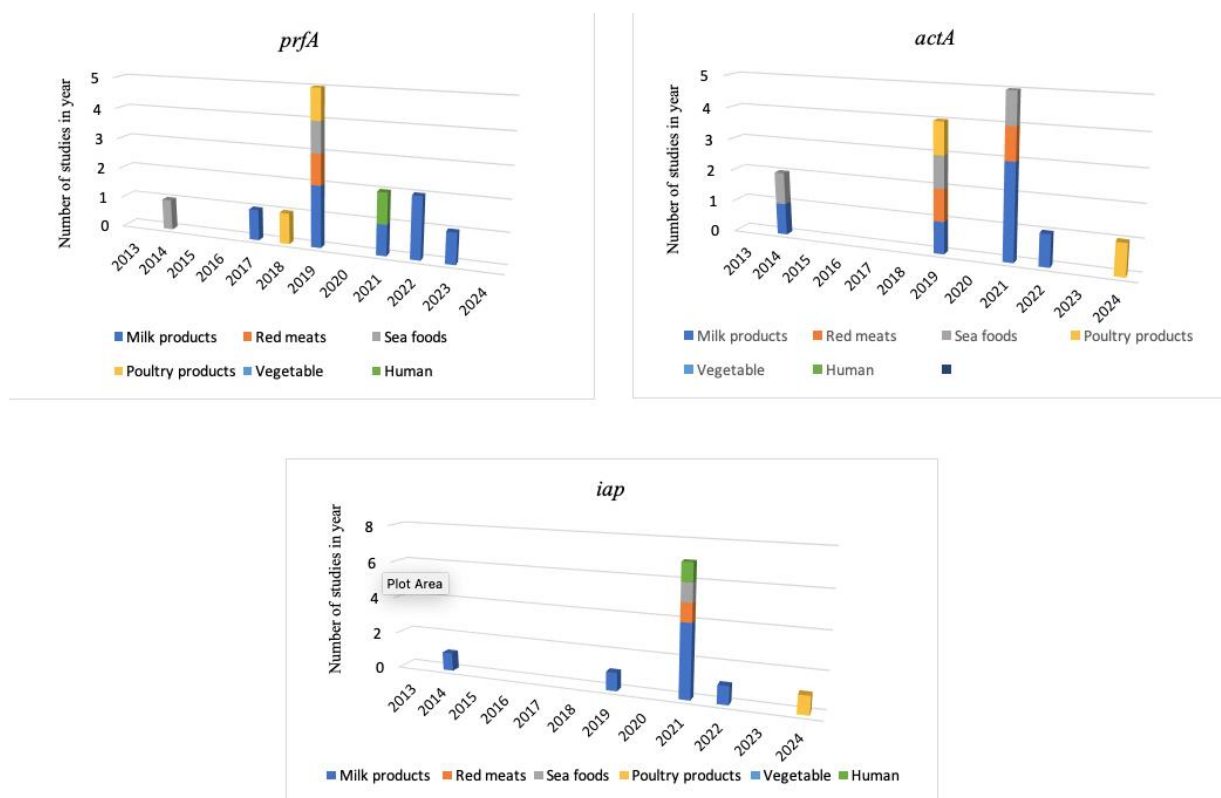 prfA
Number of studies in year
5
4
3
2
1
0
2013 2014 2015 2016 2017 2018 2019 2020 2021 2022 2023 2024
Milk products Red meats Sea foods
Poultry products Vegetable Human
actA
Number of studies in year
5
4
3
2
1
0
2013 2014 2015 2016 2017 2018 2019 2020 2021 2022 2023 2024
Milk products Red meats Sea foods Poultry products
Vegetable Human
iap
Number of studies in year
8
6
Plot Area
4
2
0
2013 2014 2015 2016 2017 2018 2019 2020 2021 2022 2023 2024
Milk products Red meats Sea foods Poultry products Vegetable Human